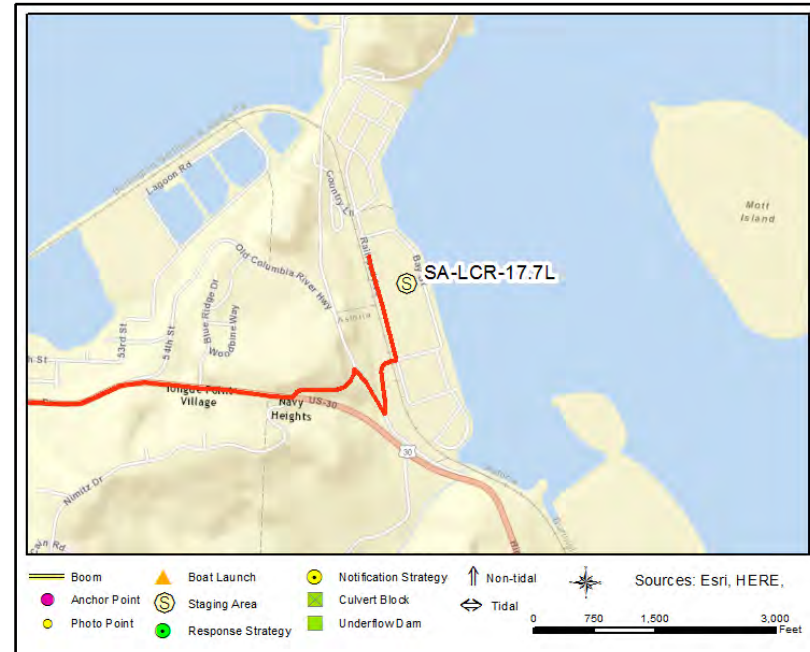 Lagoon Rd
Country Ln
Mott
Island
SA-LCR-17.7L
S
Old Columbia River Hwy
Blue Ridge Dr
Woodbine Way
53rd St
54th St
Astoria
Village
Navy
Heights
US-30
30
Nimitz Dr
Boom
Boat Launch
Notification Strategy
Non-tidal
Sources: Esri, HERE,
Anchor Point
S
Staging Area
Culvert Block
Tidal
Photo Point
Response Strategy
Underflow Dam
0 750 1,500 3,000
Feet